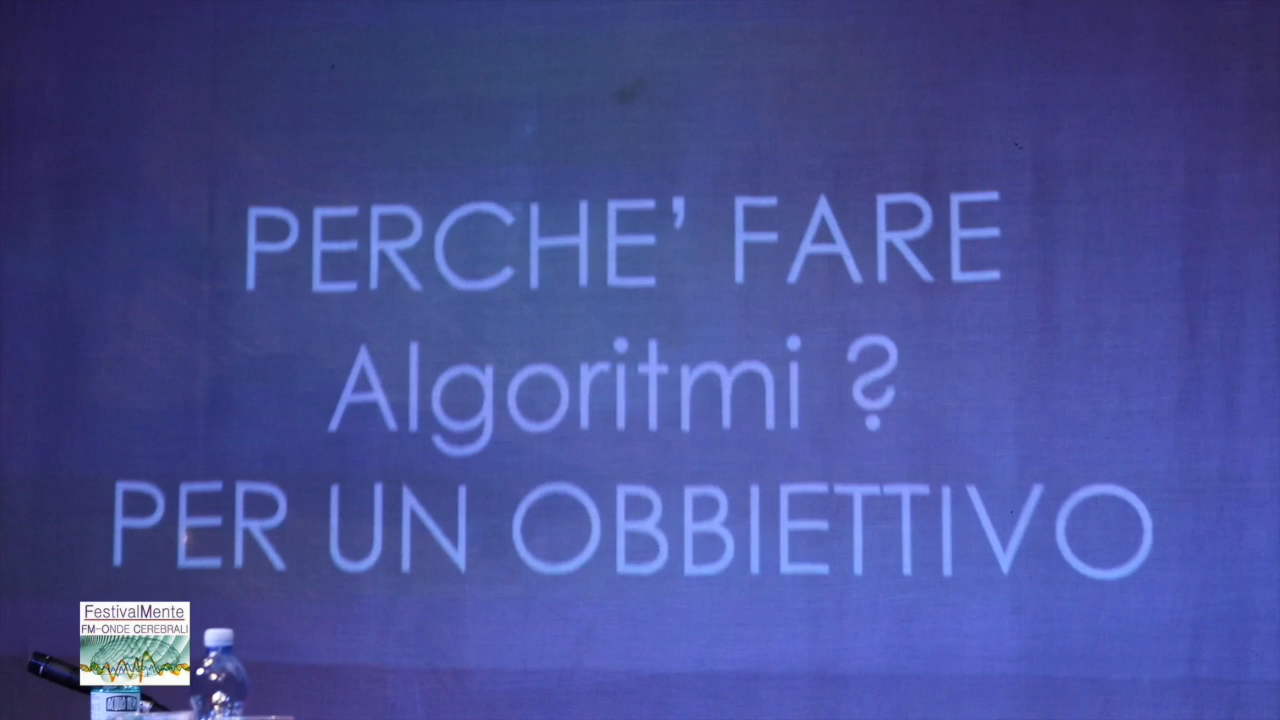 PERCHE’ FARE
Algoritmi ?
PER UN OBBIETTIVO
FestivalMente
FM-ONDE CEREBRALI